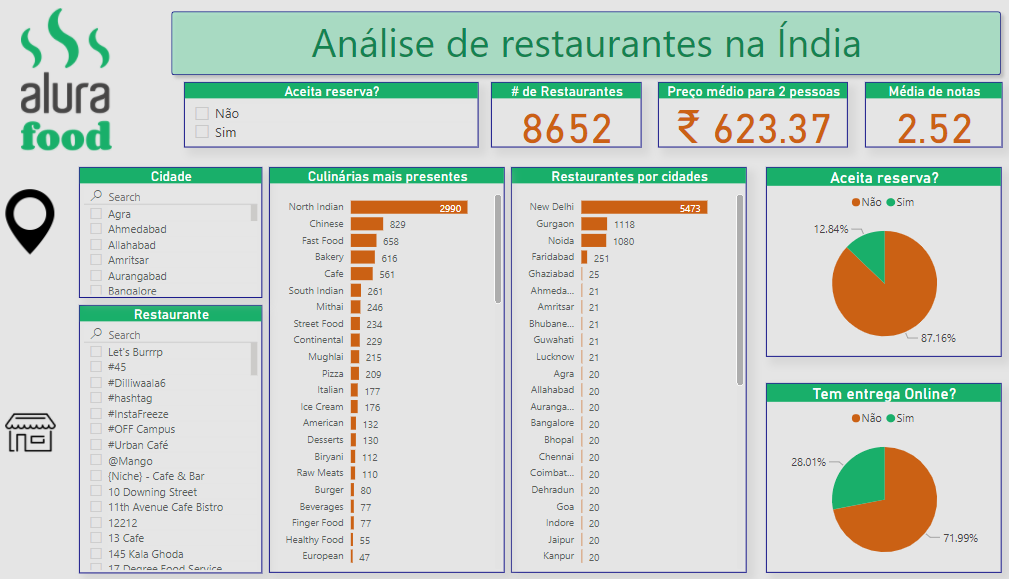 alura
food
Análise de restaurantes na Índia
Aceita reserva?
Não
Sim
# de Restaurantes
8652
Preço médio para 2 pessoas
₹ 623.37
Média de notas
2.52
Cidade
Search
Agra
Ahmedabad
Allahabad
Amritsar
Aurangabad
Bangalore
Restaurante
Search
Let's Burrrp
#45
#Dilliwaala6
#hashtag
#InstaFreeze
#OFF Campus
#Urban Café
@Mango
{Niche} - Cafe & Bar
10 Downing Street
11th Avenue Cafe Bistro
12212
13 Cafe
145 Kala Ghoda
17 Degree Food Service
Culinárias mais presentes
North Indian 2990
Chinese 829
Fast Food 658
Bakery 616
Cafe 561
South Indian 261
Mithai 246
Street Food 234
Continental 229
Mughlai 215
Pizza 209
Italian 177
Ice Cream 176
American 132
Desserts 130
Biryani 112
Raw Meats 110
Burger 80
Beverages 77
Finger Food 77
Healthy Food 55
European 47
Restaurantes por cidades
New Delhi 5473
Gurgaon 1118
Noida 1080
Faridabad 251
Ghaziabad 25
Ahmeda... 21
Amritsar 21
Bhubane... 21
Guwahati 21
Lucknow 21
Agra 20
Allahabad 20
Auranga... 20
Bangalore 20
Bhopal 20
Chennai 20
Coimbat... 20
Dehradun 20
Goa 20
Indore 20
Jaipur 20
Kanpur 20
Aceita reserva?
Não Sim
12.84%
87.16%
Tem entrega Online?
Não Sim
28.01%
71.99%